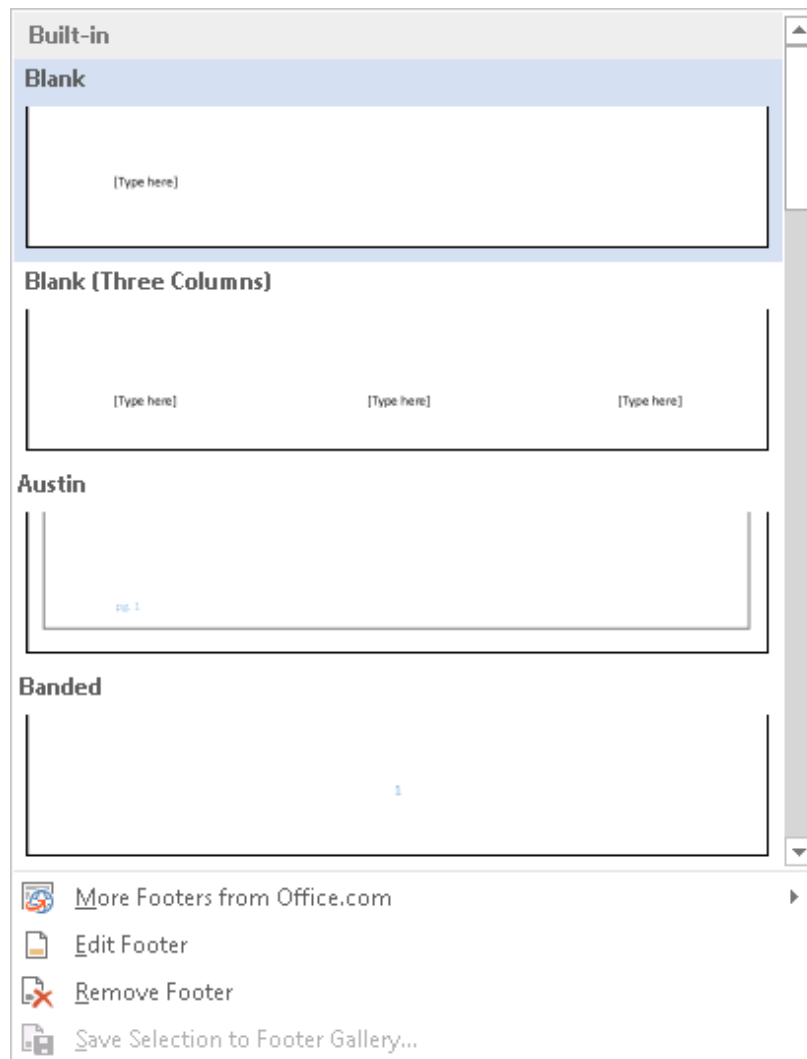 Built-in
Blank
[Type here]
Blank (Three Columns)
[Type here] [Type here] [Type here]
Austin
pg. 1
Banded
1
More Footers from Office.com
Edit Footer
Remove Footer
Save Selection to Footer Gallery...